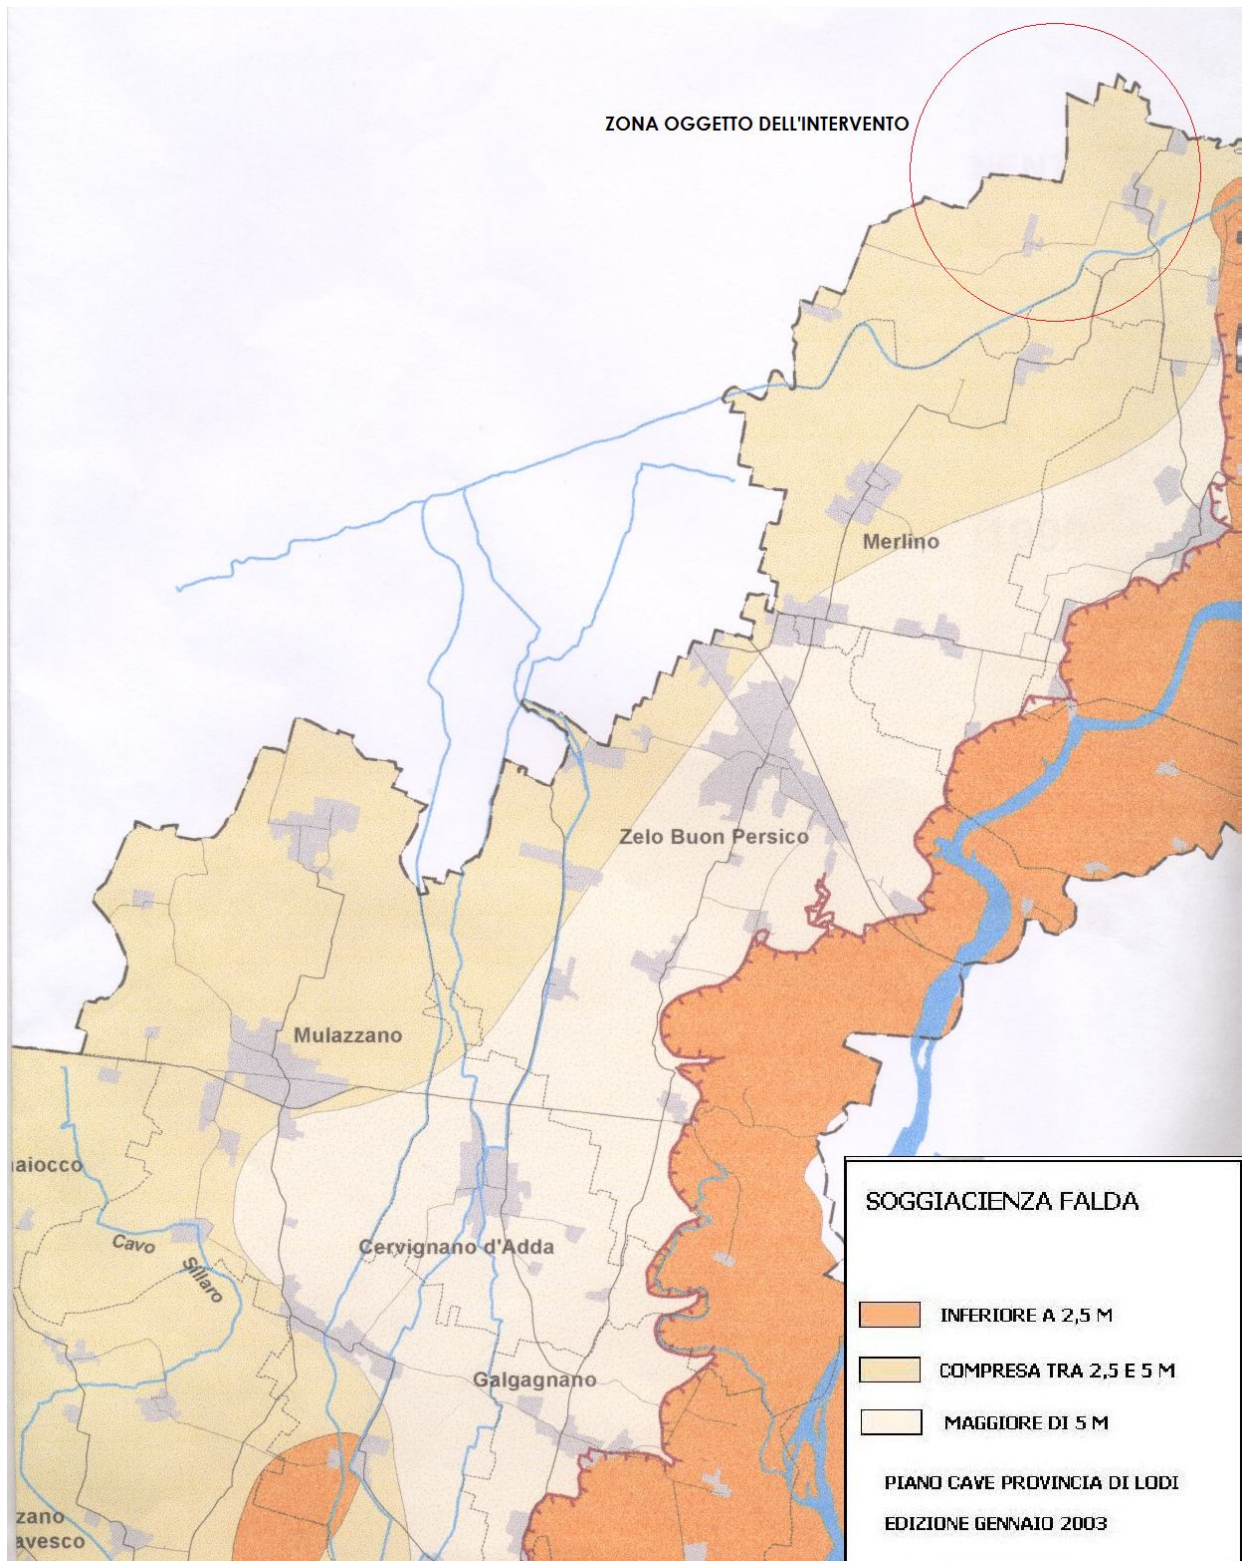 ZONA OGGETTO DELL'INTERVENTO
Merlino
Zelo Buon Persico
Mulazzano
aiocco
Cavo
Sillaro
Cervignano d'Adda
Galgagnano
zano
avesco
SOGGIACIENZA FALDA
INFERIORE A 2,5 M
COMPRESA TRA 2,5 E 5 M
MAGGIORE DI 5 M
PIANO CAVE PROVINCIA DI LODI
EDIZIONE GENNAIO 2003